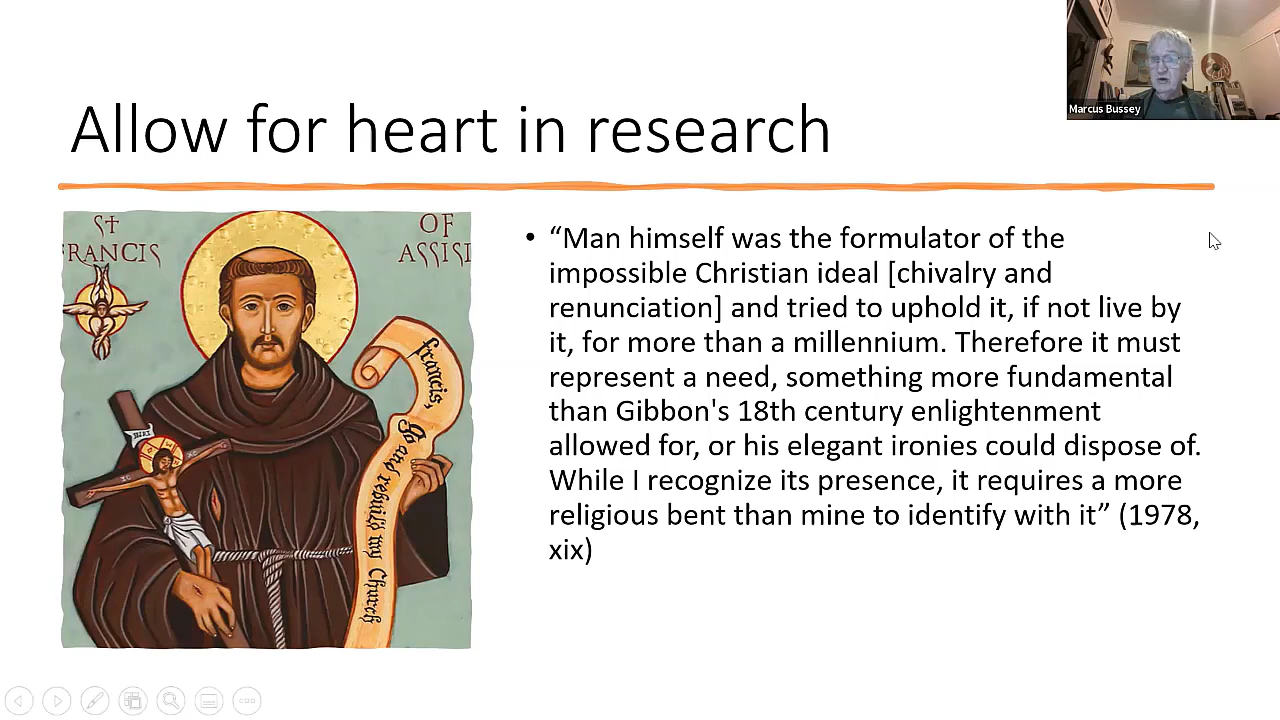 Marcus Bussey
Allow for heart in research
St
FRANCIS
OF
ASSISI
francis,
Go and rebuild my Church
INRI
IC
XC
• “Man himself was the formulator of the
impossible Christian ideal [chivalry and
renunciation] and tried to uphold it, if not live by
it, for more than a millennium. Therefore it must
represent a need, something more fundamental
than Gibbon's 18th century enlightenment
allowed for, or his elegant ironies could dispose of.
While I recognize its presence, it requires a more
religious bent than mine to identify with it” (1978,
xix)